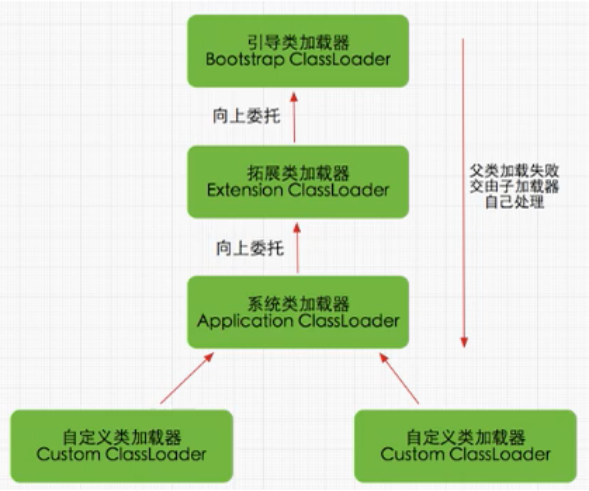 引导类加载器
Bootstrap ClassLoader
向上委托
拓展类加载器
Extension ClassLoader
父类加载失败
交由子加载器
自己处理
向上委托
系统类加载器
Application ClassLoader
自定义类加载器
Custom ClassLoader
自定义类加载器
Custom ClassLoader